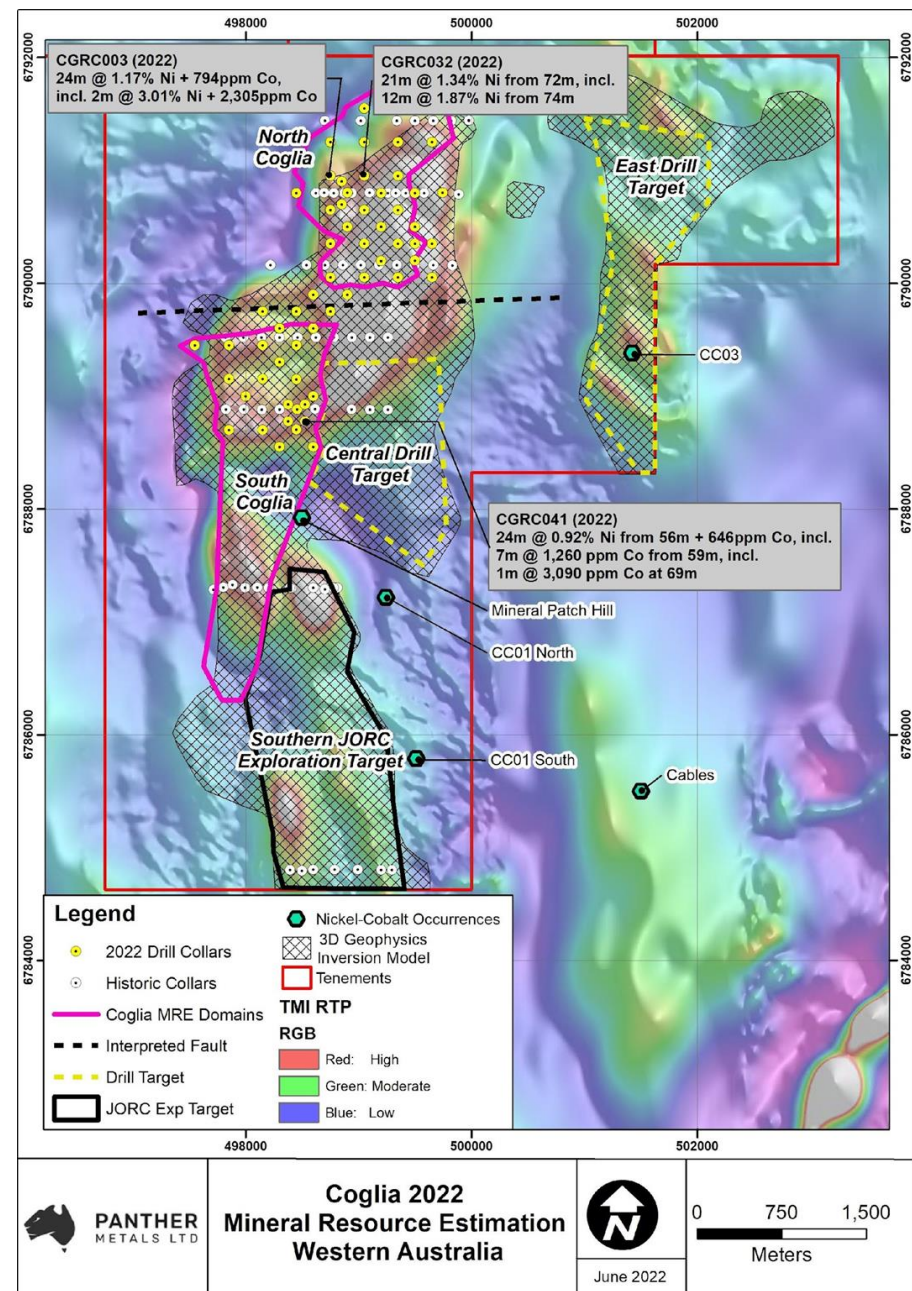 498000
500000
502000
6792000
CGRC003 (2022)
24m @ 1.17% Ni + 794ppm Co,
incl. 2m @ 3.01% Ni + 2,305ppm Co
CGRC032 (2022)
21m @ 1.34% Ni from 72m, incl.
12m @ 1.87% Ni from 74m
North
Coglia
East Drill
Target
6790000
6790000
CC03
Central Drill
Target
South
Coglia
6788000
6788000
CGRC041 (2022)
24m @ 0.92% Ni from 56m + 646ppm Co, incl.
7m @ 1,260 ppm Co from 59m, incl.
1m @ 3,090 ppm Co at 69m
Mineral Patch Hill
CC01 North
6786000
6786000
Southern JORC
Exploration Target
CC01 South
Cables
6784000
6784000
Legend
2022 Drill Collars
Historic Collars
Coglia MRE Domains
Interpreted Fault
Drill Target
JORC Exp Target
Nickel-Cobalt Occurrences
3D Geophysics
Inversion Model
Tenements
TMI RTP
RGB
Red: High
Green: Moderate
Blue: Low
498000
500000
502000
PANTHER
METALS LTD
Coglia 2022
Mineral Resource Estimation
Western Australia
N
June 2022
0 750 1,500
Meters
6792000